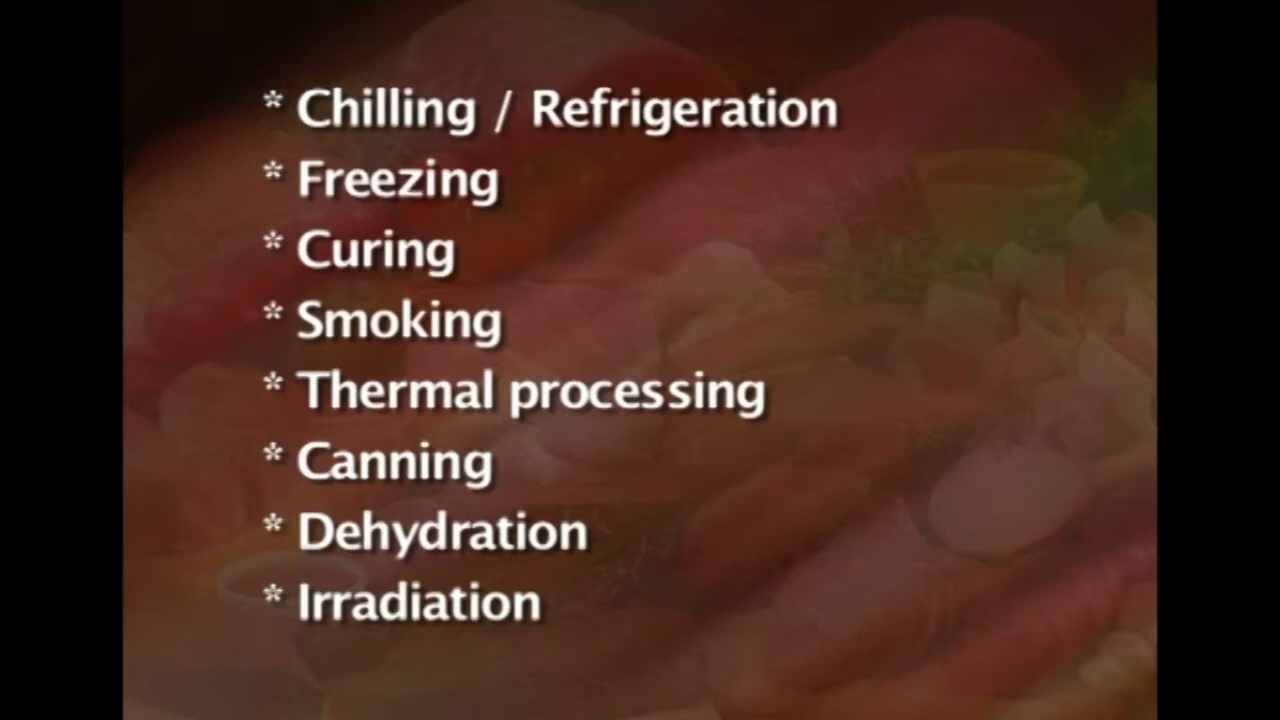 * Chilling / Refrigeration
* Freezing
* Curing
* Smoking
* Thermal processing
* Canning
* Dehydration
* Irradiation